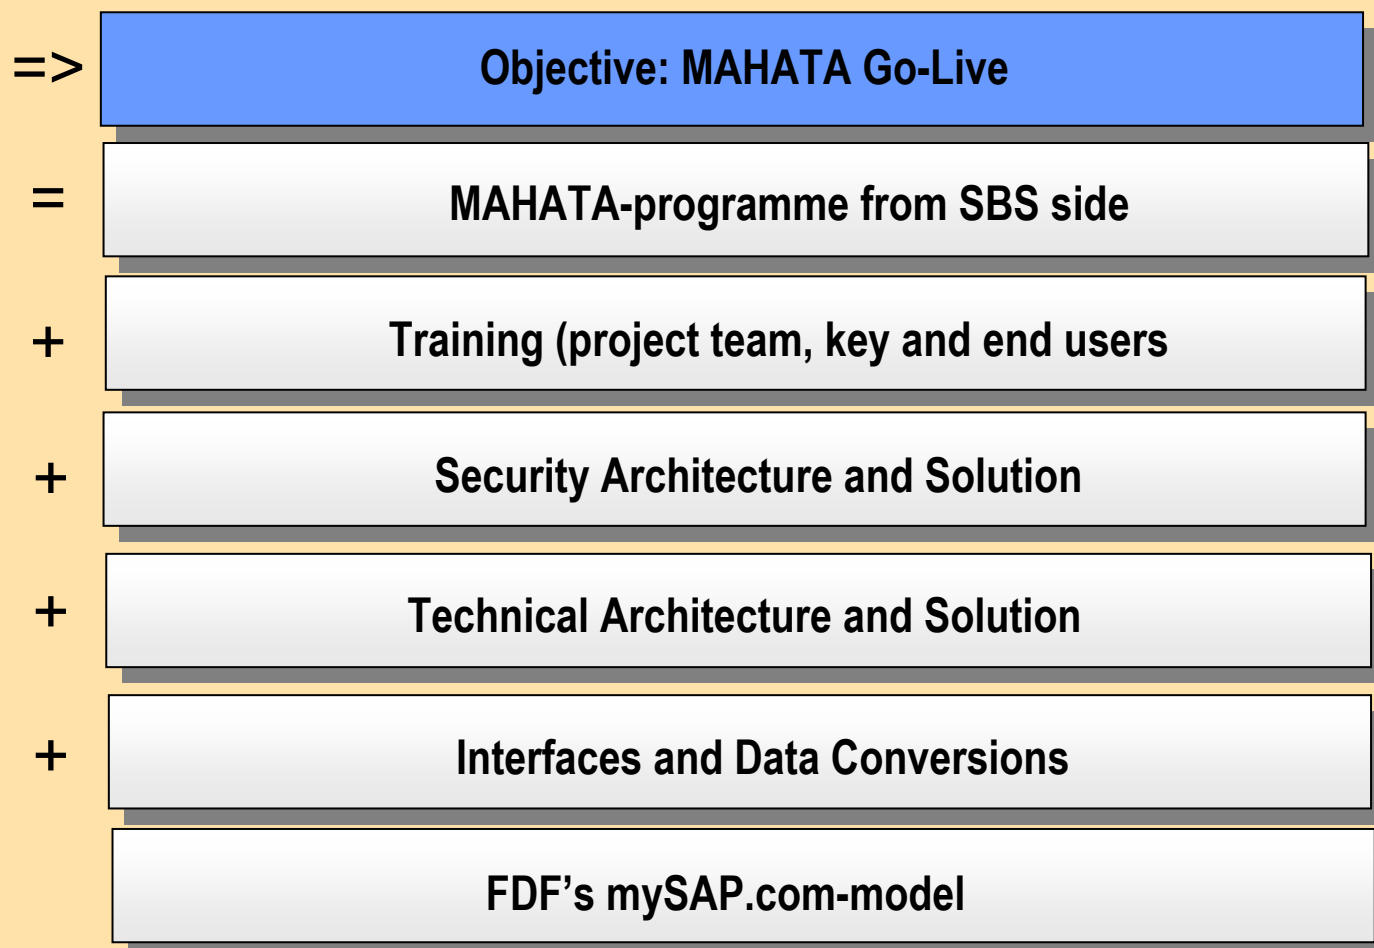 => Objective: MAHATA Go-Live
= MAHATA-programme from SBS side
+ Training (project team, key and end users
+ Security Architecture and Solution
+ Technical Architecture and Solution
+ Interfaces and Data Conversions
FDF's mySAP.com-model